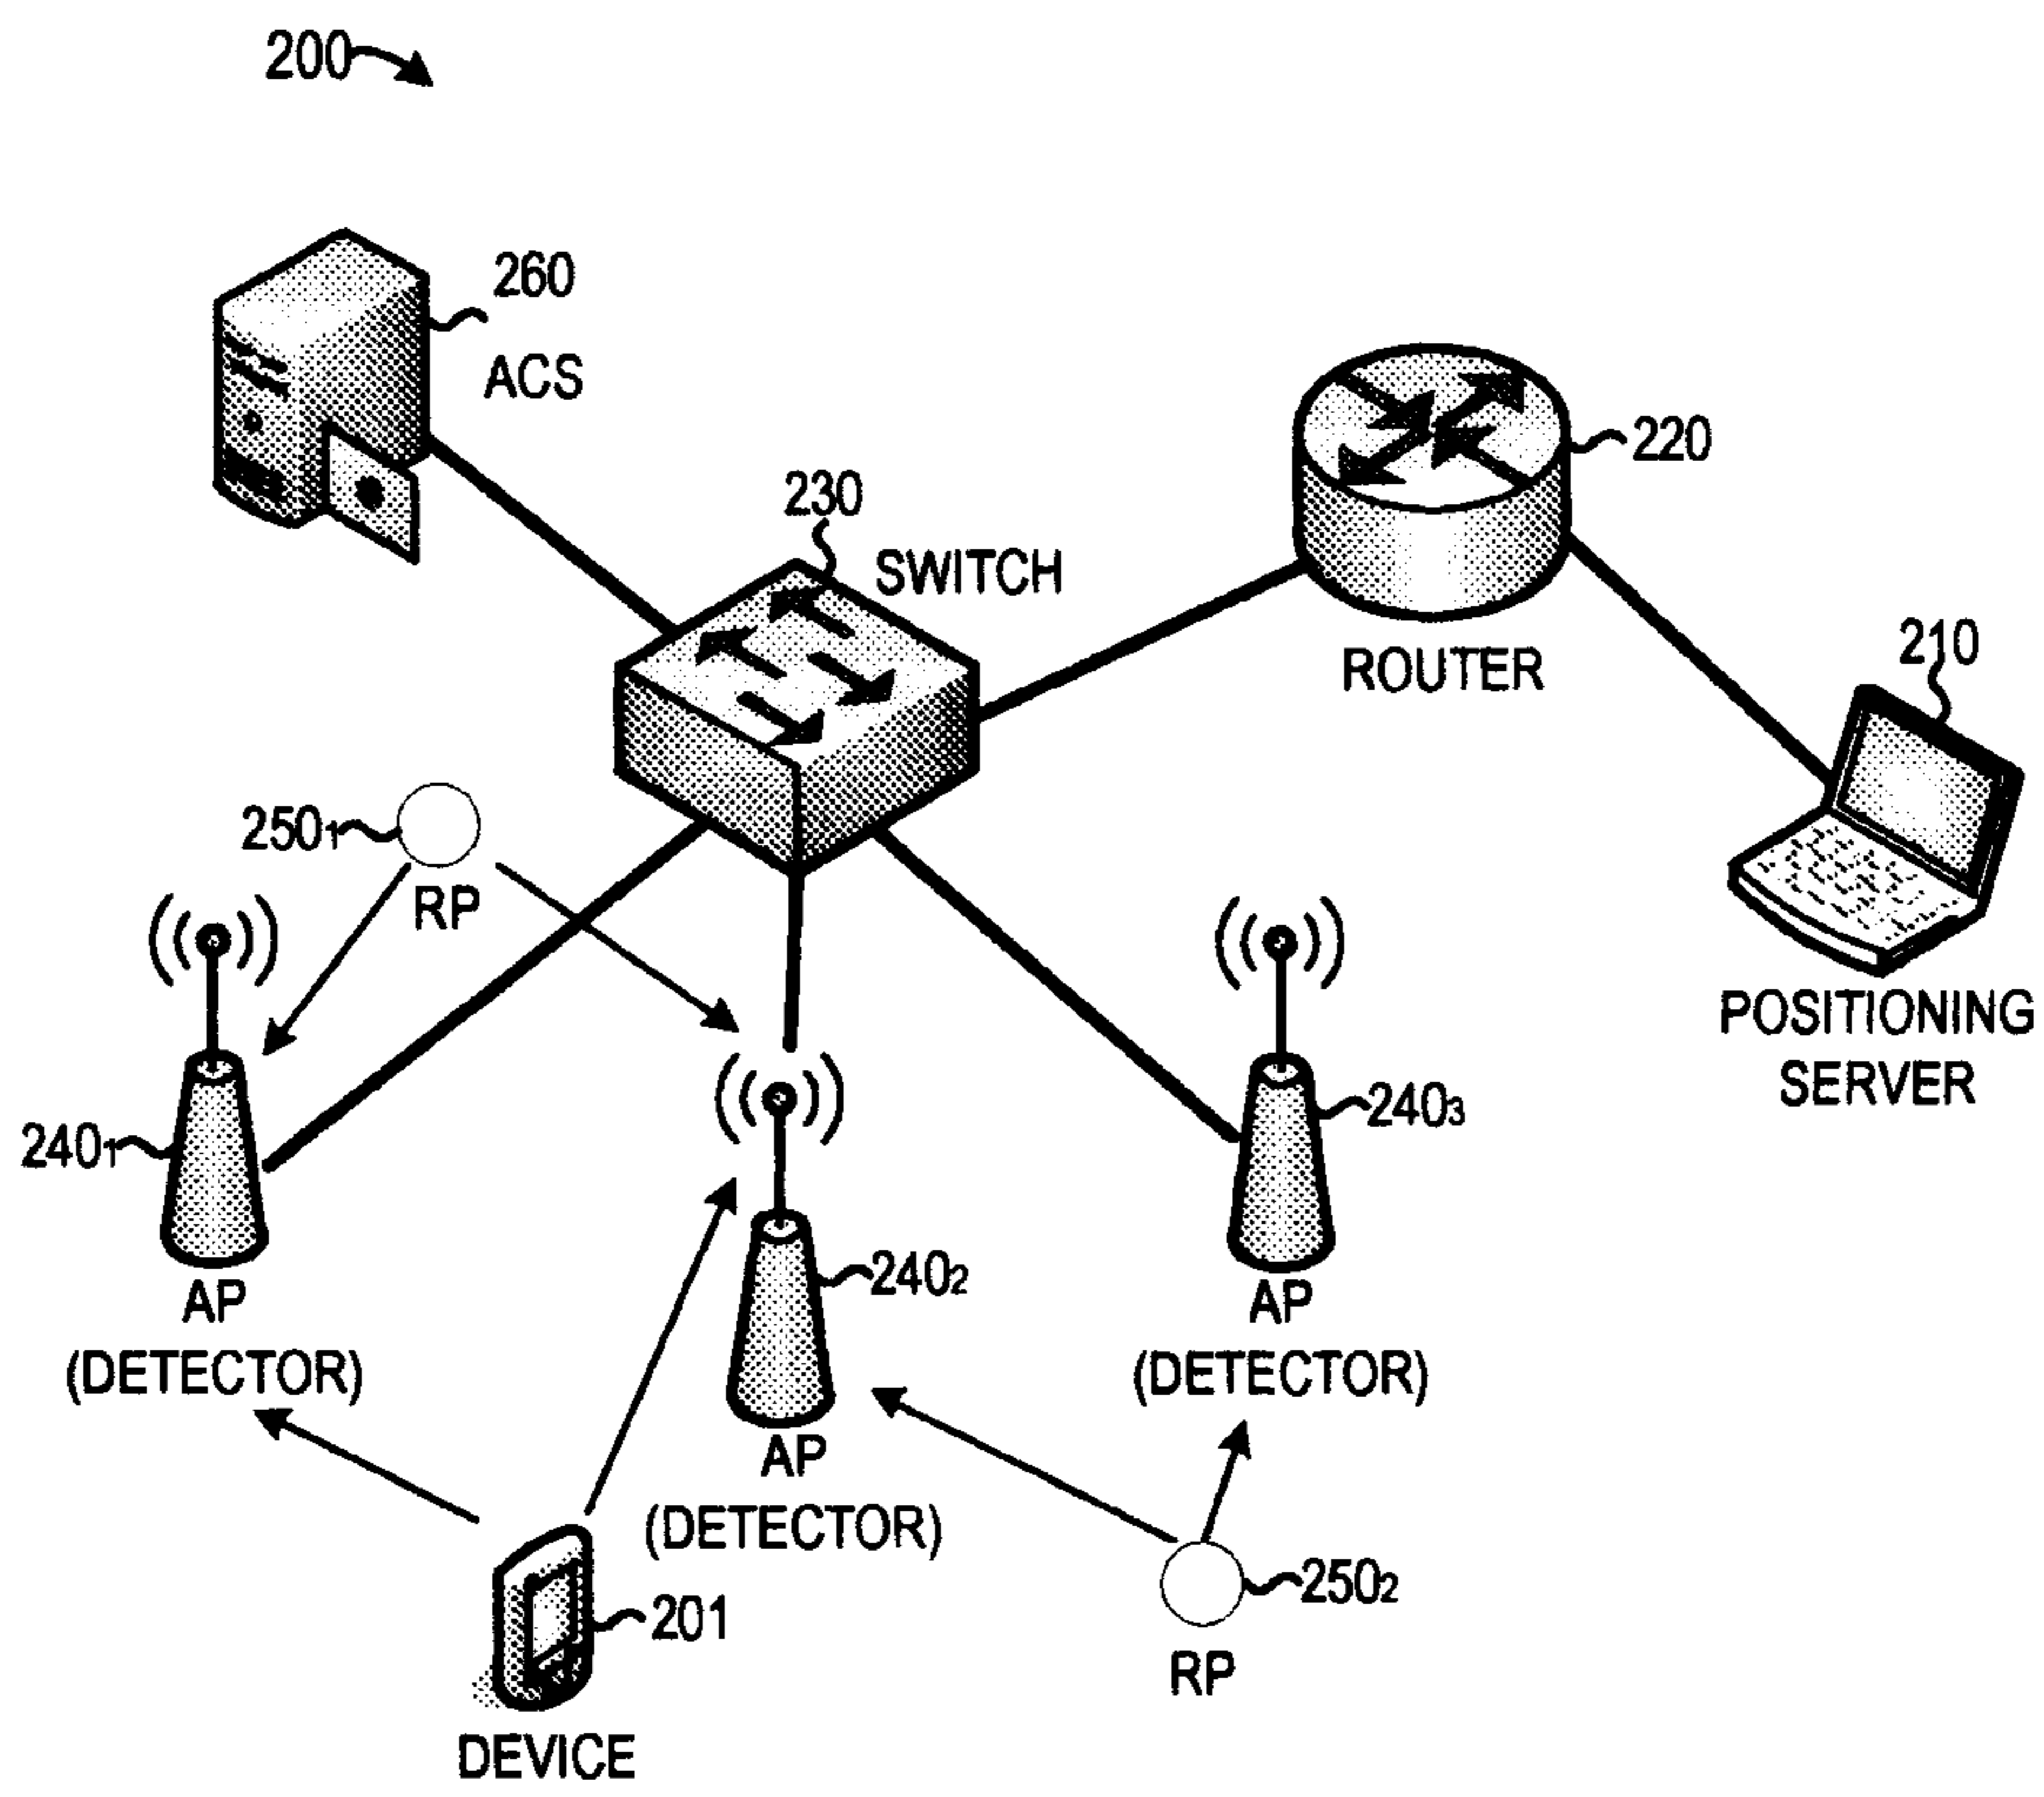 200
260
ACS
230
SWITCH
220
ROUTER
210
POSITIONING
SERVER
250₁
RP
240₁
AP
(DETECTOR)
240₂
AP
(DETECTOR)
240₃
AP
(DETECTOR)
201
DEVICE
250₂
RP